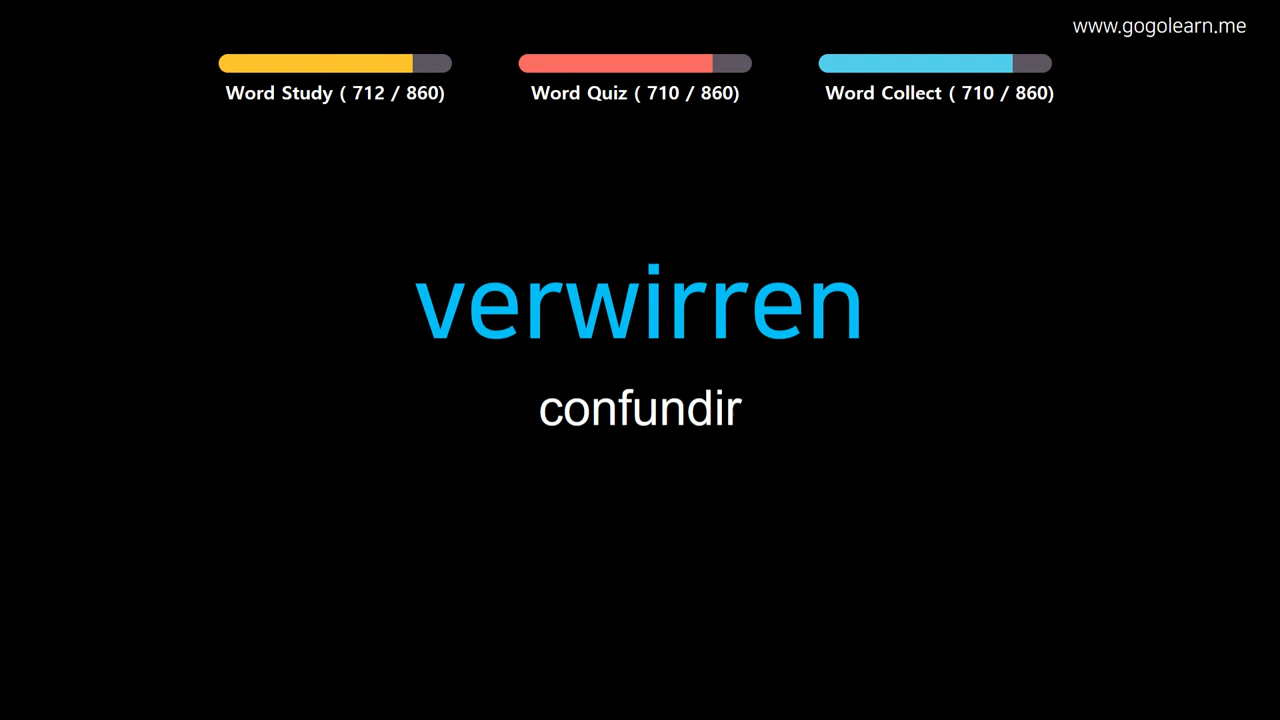 www.gogolearn.me
Word Study ( 712 / 860)
Word Quiz ( 710 / 860)
Word Collect ( 710 / 860)
verwirren
confundir